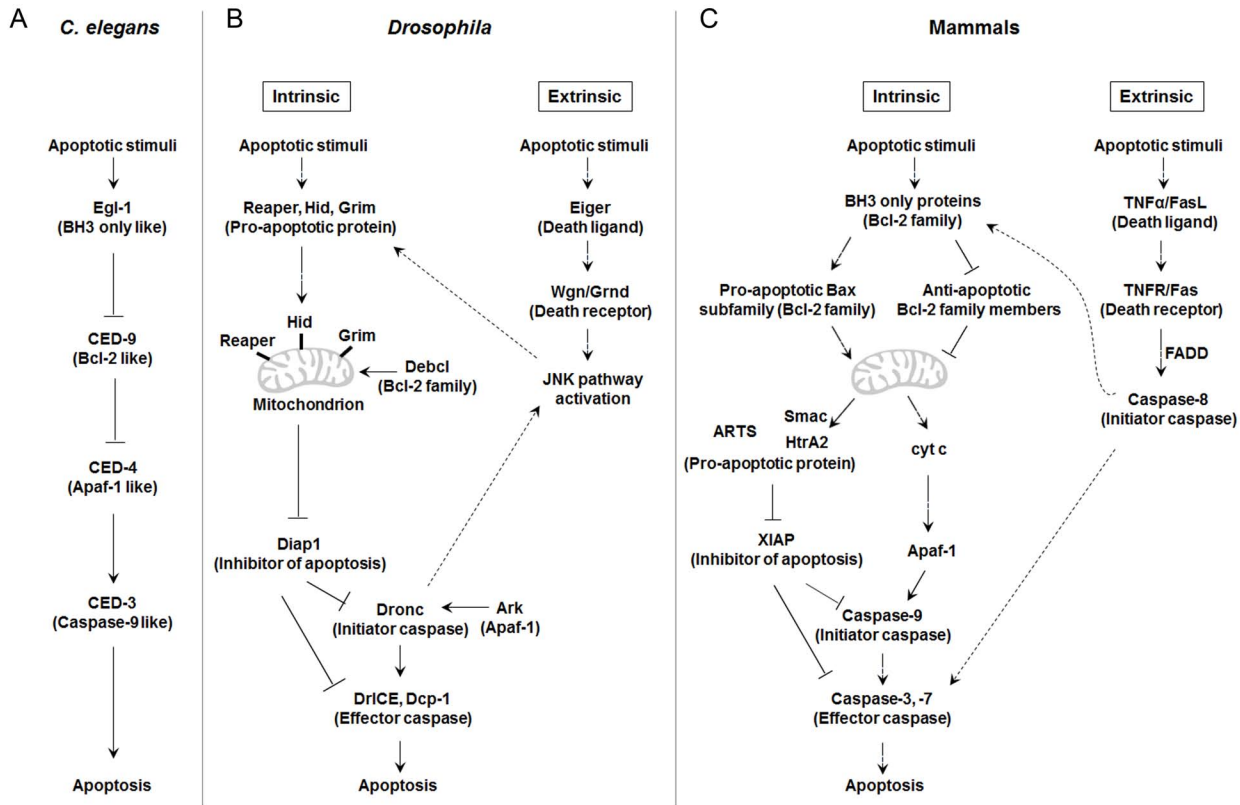 A
C. elegans
Apoptotic stimuli
Egl-1
(BH3 only like)
CED-9
(Bcl-2 like)
CED-4
(Apaf-1 like)
CED-3
(Caspase-9 like)
Apoptosis
B
Drosophila
Intrinsic
Apoptotic stimuli
Reaper, Hid, Grim
(Pro-apoptotic protein)
Hid
Reaper
Grim
Debcl
(Bcl-2 family)
Mitochondrion
Diap1
(Inhibitor of apoptosis)
Dronc
(Initiator caspase)
Ark
(Apaf-1)
DrICE, Dcp-1
(Effector caspase)
Apoptosis
Extrinsic
Apoptotic stimuli
Eiger
(Death ligand)
Wgn/Grnd
(Death receptor)
JNK pathway
activation
C
Mammals
Intrinsic
Apoptotic stimuli
BH3 only proteins
(Bcl-2 family)
Pro-apoptotic Bax
subfamily (Bcl-2 family)
Anti-apoptotic
Bcl-2 family members
Smac
ARTS
HtrA2
(Pro-apoptotic protein)
cyt c
XIAP
(Inhibitor of apoptosis)
Apaf-1
Caspase-9
(Initiator caspase)
Caspase-3, -7
(Effector caspase)
Apoptosis
Extrinsic
Apoptotic stimuli
TNFα/FasL
(Death ligand)
TNFR/Fas
(Death receptor)
FADD
Caspase-8
(Initiator caspase)